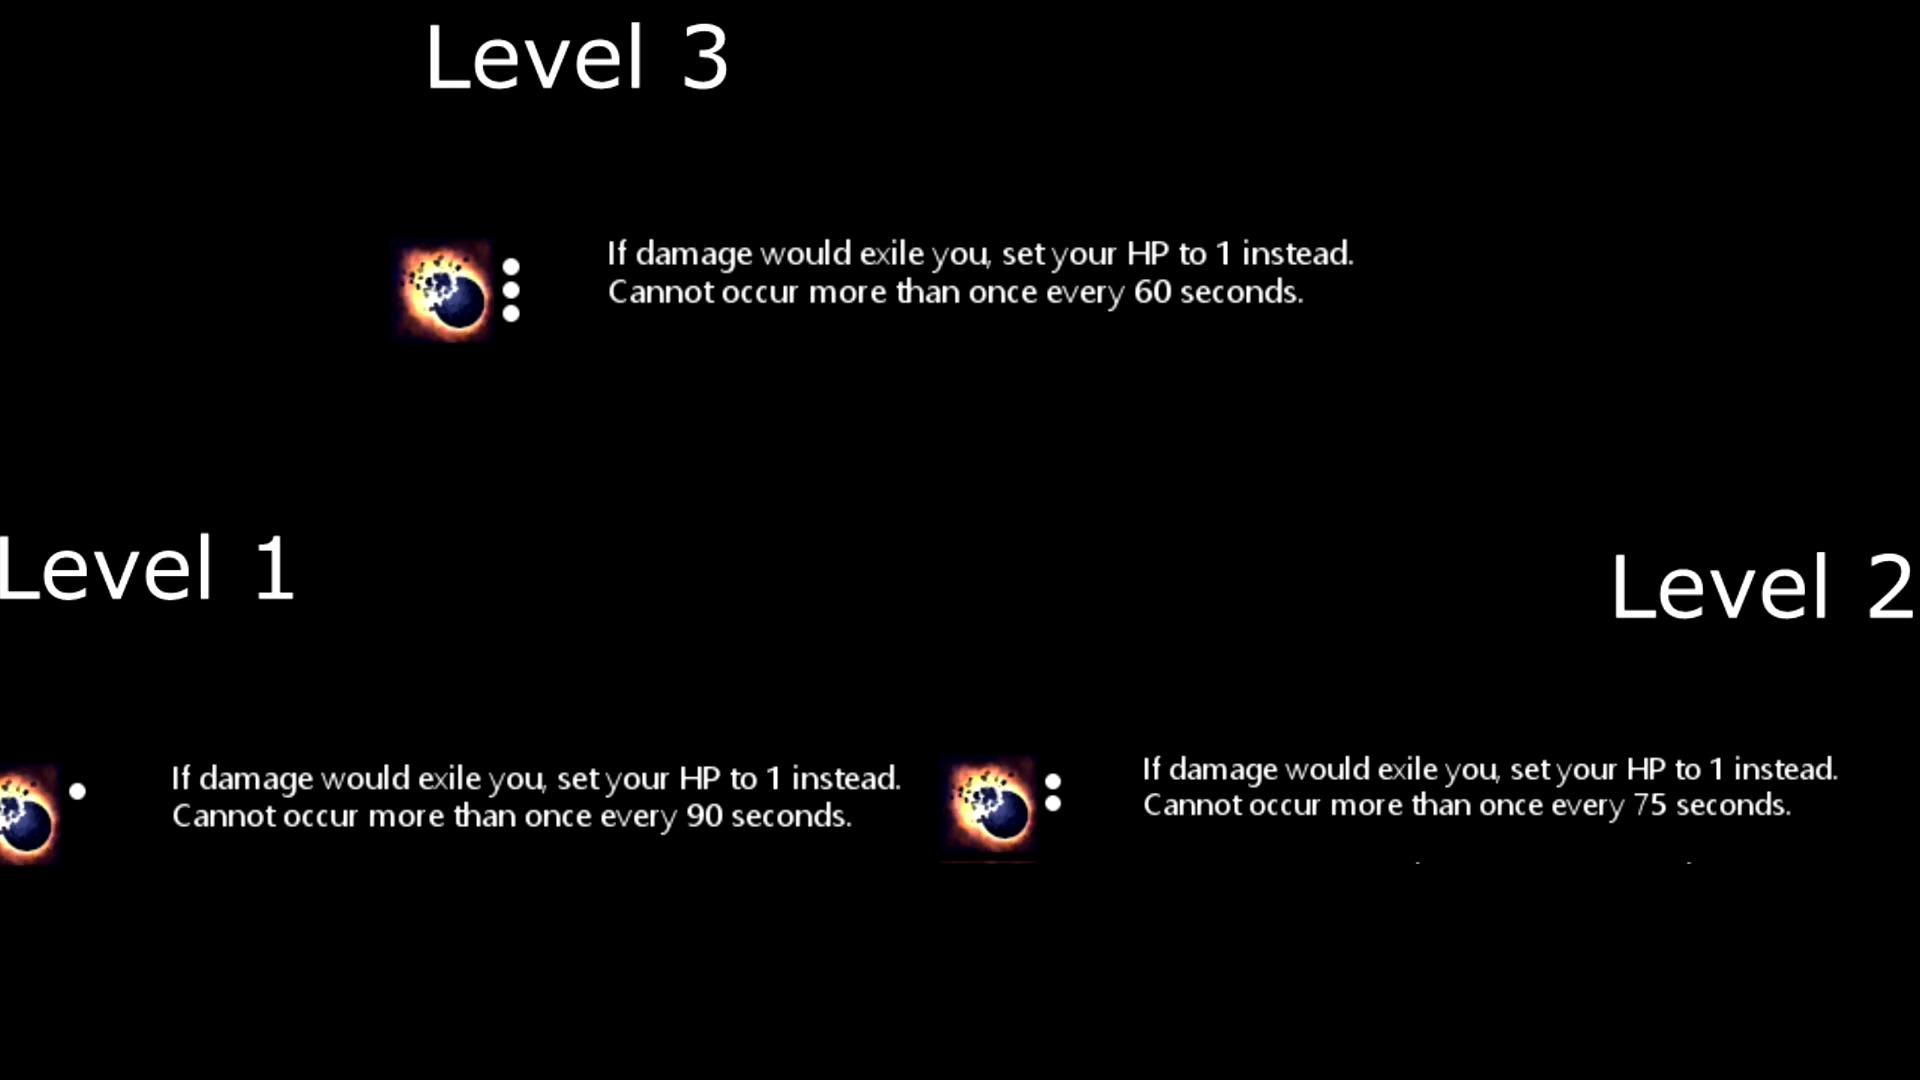 Level 3
If damage would exile you, set your HP to 1 instead.
Cannot occur more than once every 60 seconds.
Level 1
If damage would exile you, set your HP to 1 instead.
Cannot occur more than once every 90 seconds.
Level 2
If damage would exile you, set your HP to 1 instead.
Cannot occur more than once every 75 seconds.